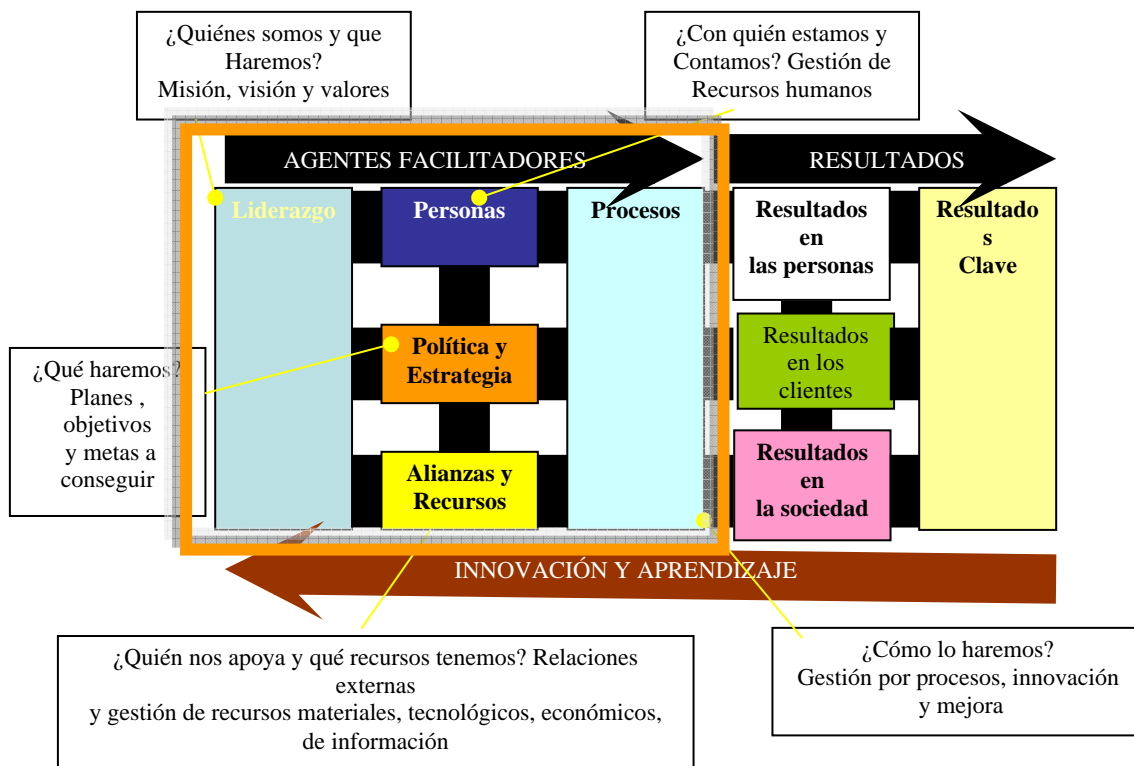 ¿Quiénes somos y que
Haremos?
Misión, visión y valores
¿Con quién estamos y
Contamos? Gestión de
Recursos humanos
AGENTES FACILITADORES
RESULTADOS
Liderazgo
Personas
Procesos
Resultados
en
las personas
Resultado
s
Clave
¿Qué haremos?
Planes ,
objetivos
y metas a
conseguir
Política y
Estrategia
Resultados
en los
clientes
Alianzas y
Recursos
Resultados
en
la sociedad
INNOVACIÓN Y APRENDIZAJE
¿Quién nos apoya y qué recursos tenemos? Relaciones
externas
y gestión de recursos materiales, tecnológicos, económicos,
de información
¿Cómo lo haremos?
Gestión por procesos, innovación
y mejora